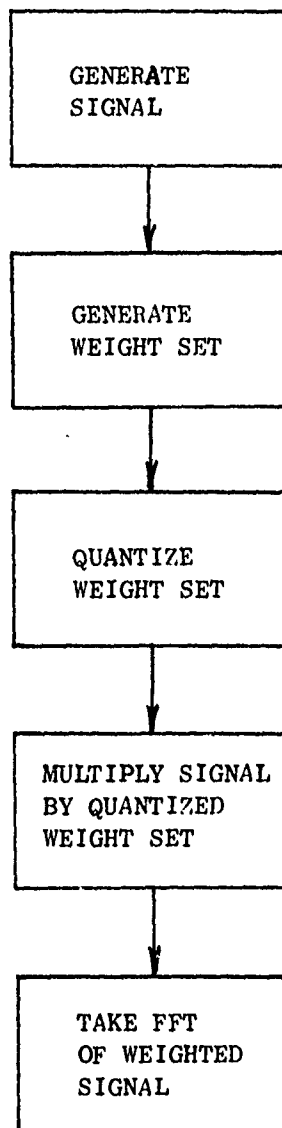 GENERATE
SIGNAL
GENERATE
WEIGHT SET
QUANTIZE
WEIGHT SET
MULTIPLY SIGNAL
BY QUANTIZED
WEIGHT SET
TAKE FFT
OF WEIGHTED
SIGNAL